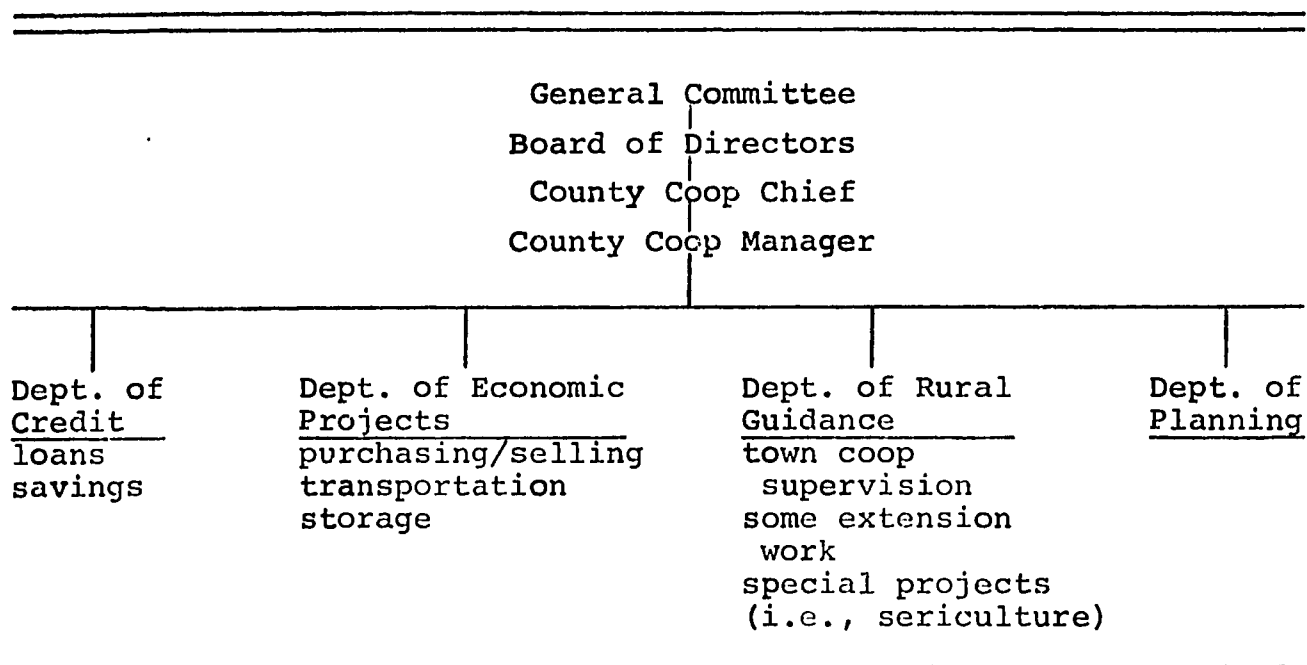 General Committee
Board of Directors
County Coop Chief
County Coop Manager
Dept. of
Credit
loans
savings
Dept. of Economic
Projects
purchasing/selling
transportation
storage
Dept. of Rural
Guidance
town coop
supervision
some extension
work
special projects
(i.e., sericulture)
Dept. of
Planning